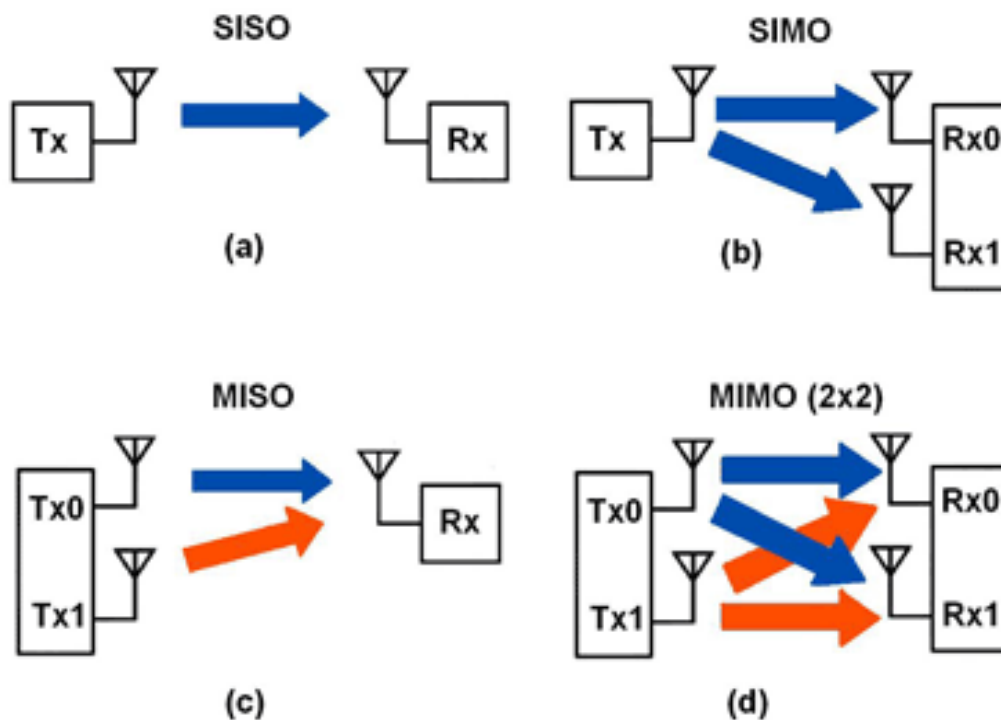 SISO
Tx
Rx
(a)
SIMO
Tx
Rx0
Rx1
(b)
MISO
Tx0
Tx1
Rx
(c)
MIMO (2x2)
Tx0
Tx1
Rx0
Rx1
(d)